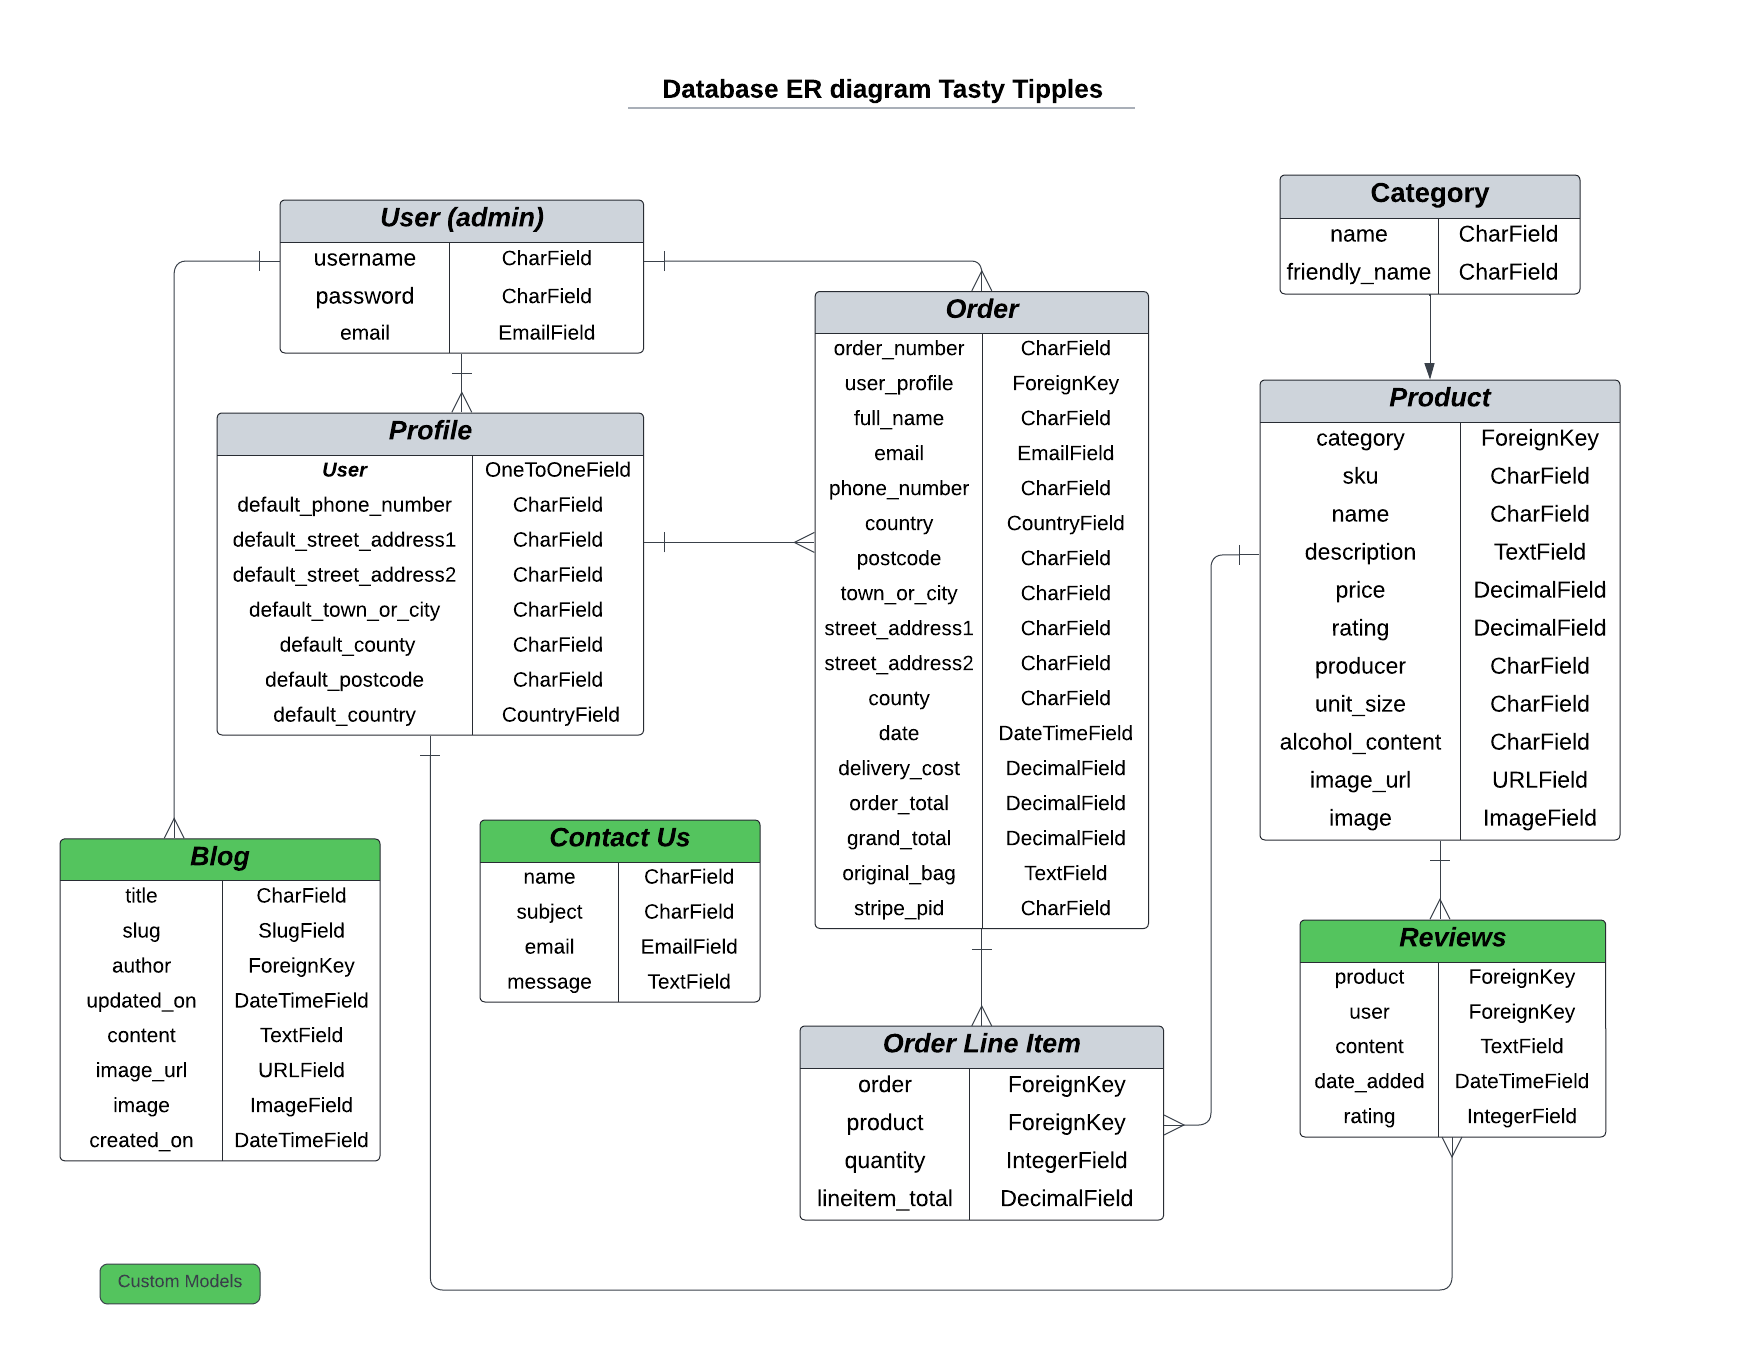 Database ER diagram Tasty Tipples
User (admin)
username CharField
password CharField
email EmailField
Profile
User OneToOneField
default_phone_number CharField
default_street_address1 CharField
default_street_address2 CharField
default_town_or_city CharField
default_county CharField
default_postcode CharField
default_country CountryField
Order
order_number CharField
user_profile ForeignKey
full_name CharField
email EmailField
phone_number CharField
country CountryField
postcode CharField
town_or_city CharField
street_address1 CharField
street_address2 CharField
county CharField
date DateTimeField
delivery_cost DecimalField
order_total DecimalField
grand_total DecimalField
original_bag TextField
stripe_pid CharField
Category
name CharField
friendly_name CharField
Product
category ForeignKey
sku CharField
name CharField
description TextField
price DecimalField
rating DecimalField
producer CharField
unit_size CharField
alcohol_content CharField
image_url URLField
image ImageField
Blog
title CharField
slug SlugField
author ForeignKey
updated_on DateTimeField
content TextField
image_url URLField
image ImageField
created_on DateTimeField
Contact Us
name CharField
subject CharField
email EmailField
message TextField
Order Line Item
order ForeignKey
product ForeignKey
quantity IntegerField
lineitem_total DecimalField
Reviews
product ForeignKey
user ForeignKey
content TextField
date_added DateTimeField
rating IntegerField
Custom Models